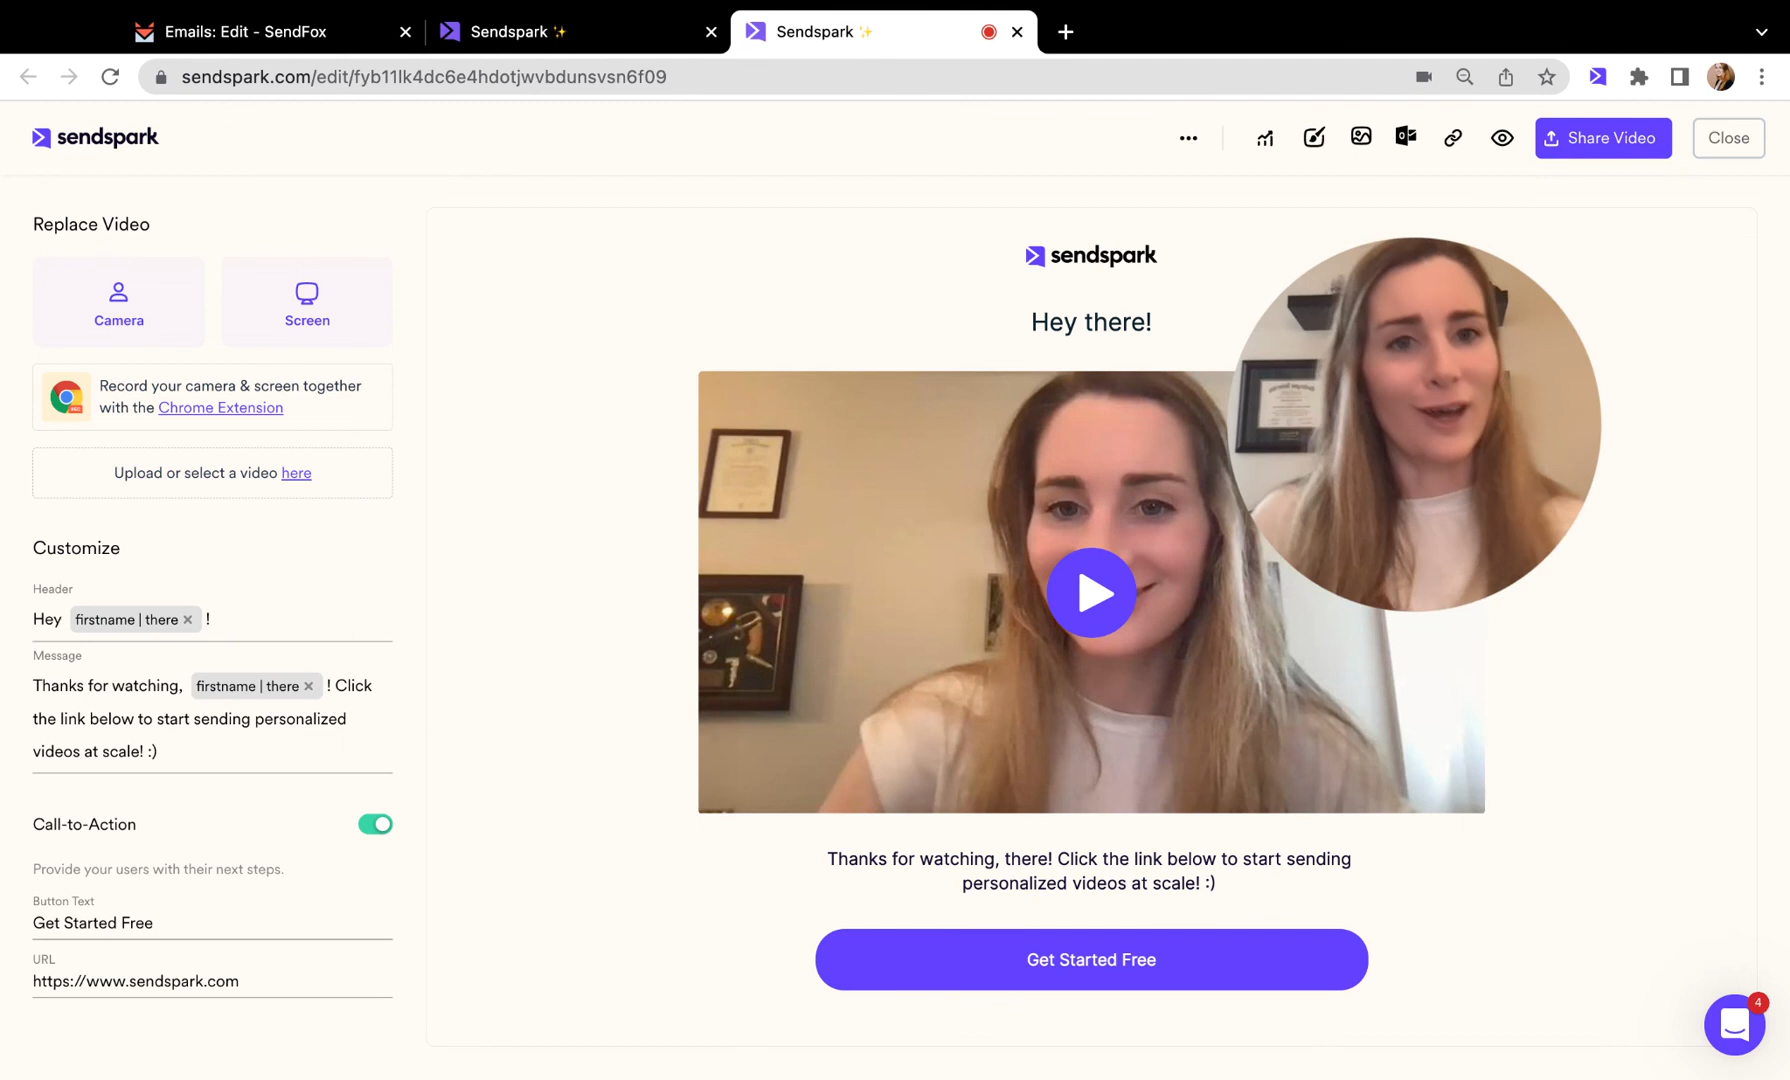 Emails: Edit - SendFox
Sendspark ✨
Sendspark ✨
sendspark.com/edit/fyb11lk4dc6e4hdotjwvbdunsvsn6f09
sendspark
Share Video
Close
Replace Video
Camera
Screen
Record your camera & screen together
with the Chrome Extension
Upload or select a video here
Customize
Header
Hey firstname | there × !
Message
Thanks for watching, firstname | there × ! Click
the link below to start sending personalized
videos at scale! :)
Call-to-Action
Provide your users with their next steps.
Button Text
Get Started Free
URL
https://www.sendspark.com
sendspark
Hey there!
Thanks for watching, there! Click the link below to start sending
personalized videos at scale! :)
Get Started Free
4